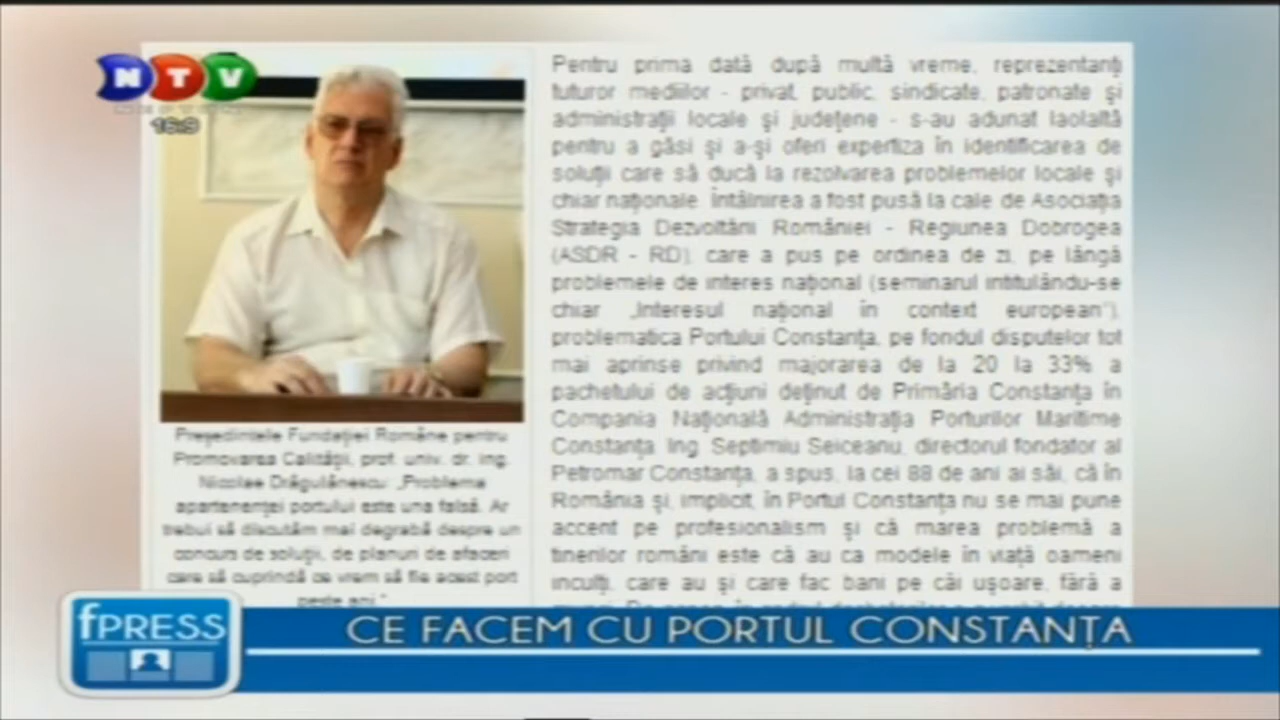 NTV
16:9
Pentru prima dată după multă vreme, reprezentanți
tuturor mediilor - privat, public, sindicate, patronate și
administrații locale și județene - s-au adunat laolaltă
pentru a găsi și a-și oferi expertiza în identificarea de
soluții care să ducă la rezolvarea problemelor locale și
chiar naționale. Întâlnirea a fost pusă la cale de Asociația
Strategia Dezvoltării României - Regiunea Dobrogea
(ASDR - RD), care a pus pe ordinea de zi, pe lângă
problemele de interes național (seminarul intitulându-se
chiar „Interesul național în context european"),
problematica Portului Constanța, pe fondul disputelor tot
mai aprinse privind majorarea de la 20 la 33% a
pachetului de acțiuni deținut de Primăria Constanța în
Compania Națională Administrația Porturilor Maritime
Constanța. Ing. Septimiu Seiceanu, directorul fondator al
Petromar Constanța, a spus, la cei 88 de ani ai săi, că în
România și, implicit, în Portul Constanța nu se mai pune
accent pe profesionalism și că marea problemă a
tinerilor români este că au ca modele în viață oameni
inculți, care au și care fac bani pe căi ușoare, fără a
Președintele Fundației Române pentru
Promovarea Calității, prof. univ. dr. ing.
Nicolae Drăgulănescu: „Problema
apartenenței portului este una falsă. Ar
trebui să discutăm mai degrabă despre un
concurs de soluții, de planuri de afaceri
care să cuprindă ce vrem să fie acest port
peste ani."
fPRESS
CE FACEM CU PORTUL CONSTANȚA